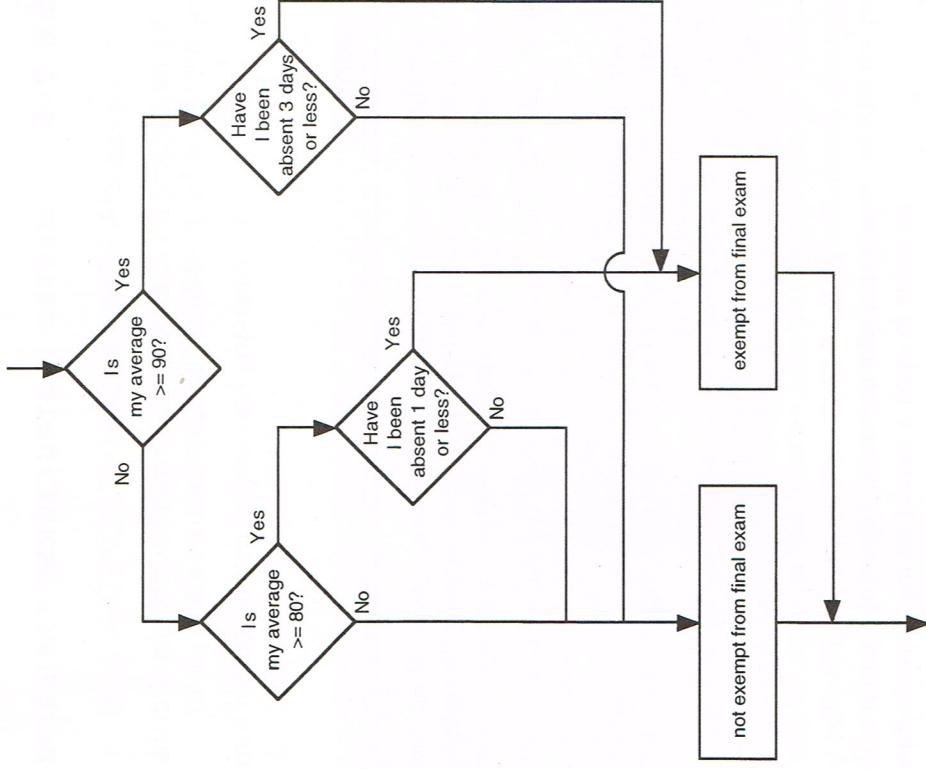 Is
my average
>= 90?
Yes
No
Have
I been
absent 3 days
or less?
Yes
No
Is
my average
>= 80?
Yes
No
Have
I been
absent 1 day
or less?
Yes
No
exempt from final exam
not exempt from final exam